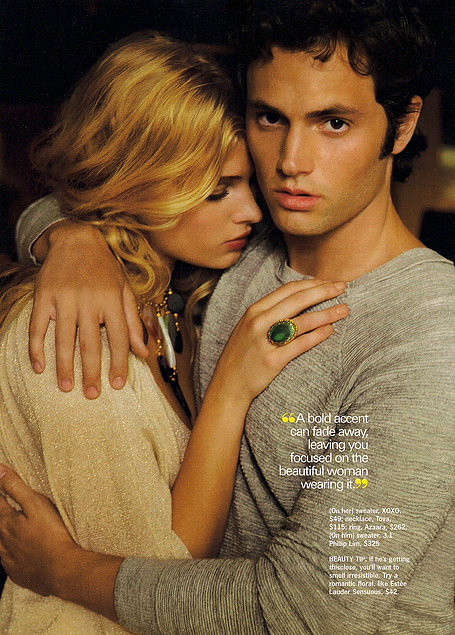 “A bold accent
can fade away,
leaving you
focused on the
beautiful woman
wearing it.”
(On her) sweater, XOXO,
$49; necklace, Tova,
$115; ring, Azaara, $262.
(On him) sweater, 3.1
Phillip Lim, $325.
BEAUTY TIP: If he's getting
thisclose, you'll want to
smell irresistible. Try a
romantic floral, like Estée
Lauder Sensuous, $42.